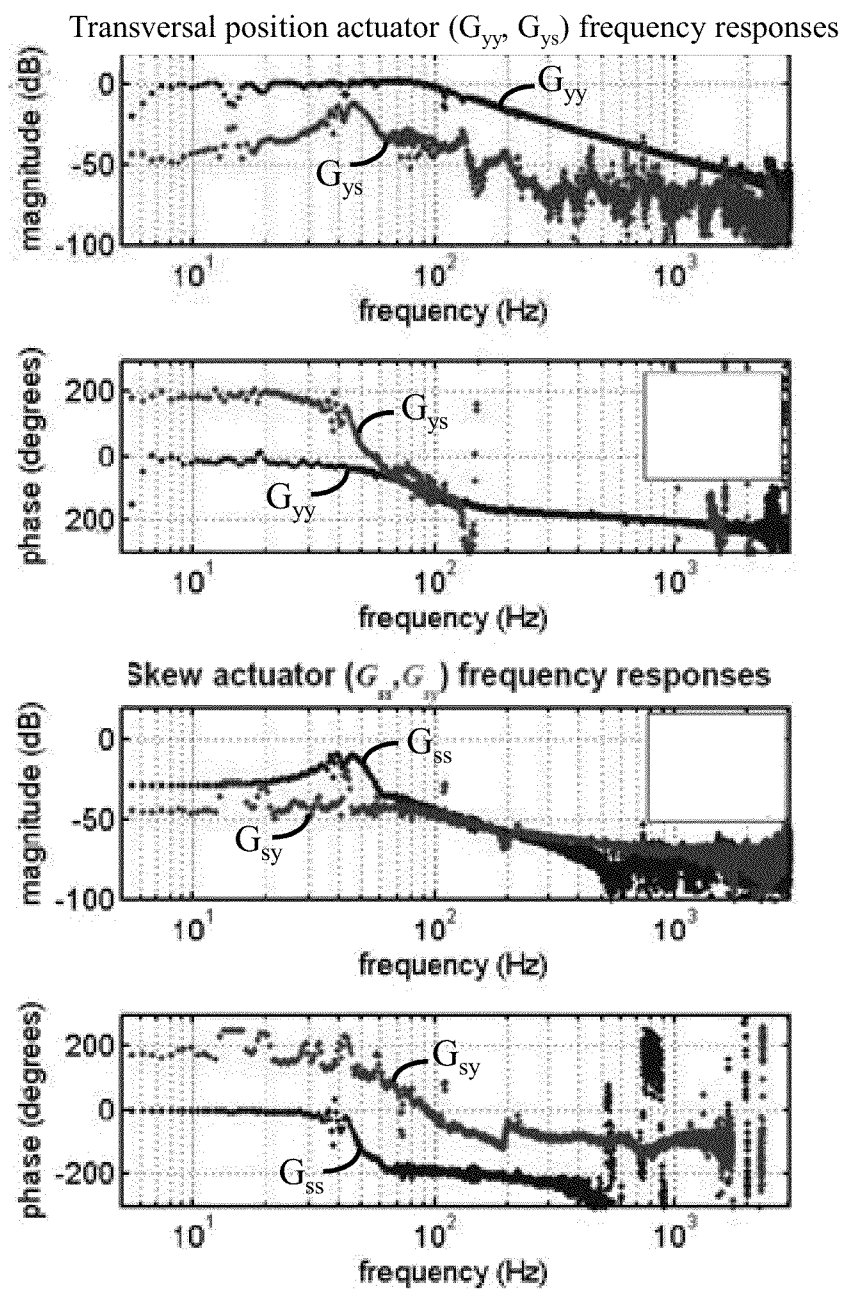 Transversal position actuator (Gyy, Gys) frequency responses
magnitude (dB)
0
-50
-100
Gyy
Gys
10¹ 10² 10³
frequency (Hz)
phase (degrees)
200
0
200
Gys
Gyy
10¹ 10² 10³
frequency (Hz)
Skew actuator (Gss,Gsy) frequency responses
magnitude (dB)
0
-50
-100
Gss
Gsy
10¹ 10² 10³
frequency (Hz)
phase (degrees)
200
0
-200
Gsy
Gss
10¹ 10² 10³
frequency (Hz)